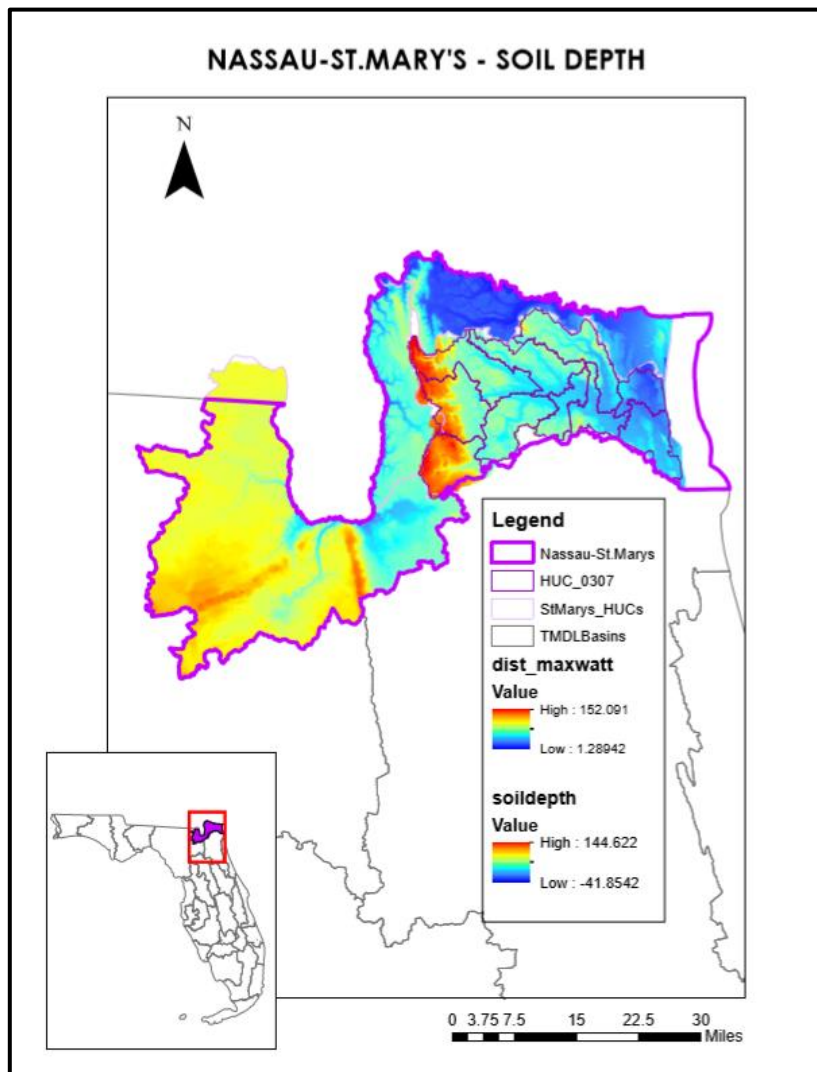 NASSAU-ST.MARY'S - SOIL DEPTH
N
Legend
Nassau-St.Marys
HUC_0307
StMarys_HUCs
TMDLBasins
dist_maxwatt
Value
High : 152.091
Low : 1.28942
soildepth
Value
High : 144.622
Low : -41.8542
0 3.75 7.5 15 22.5 30
Miles